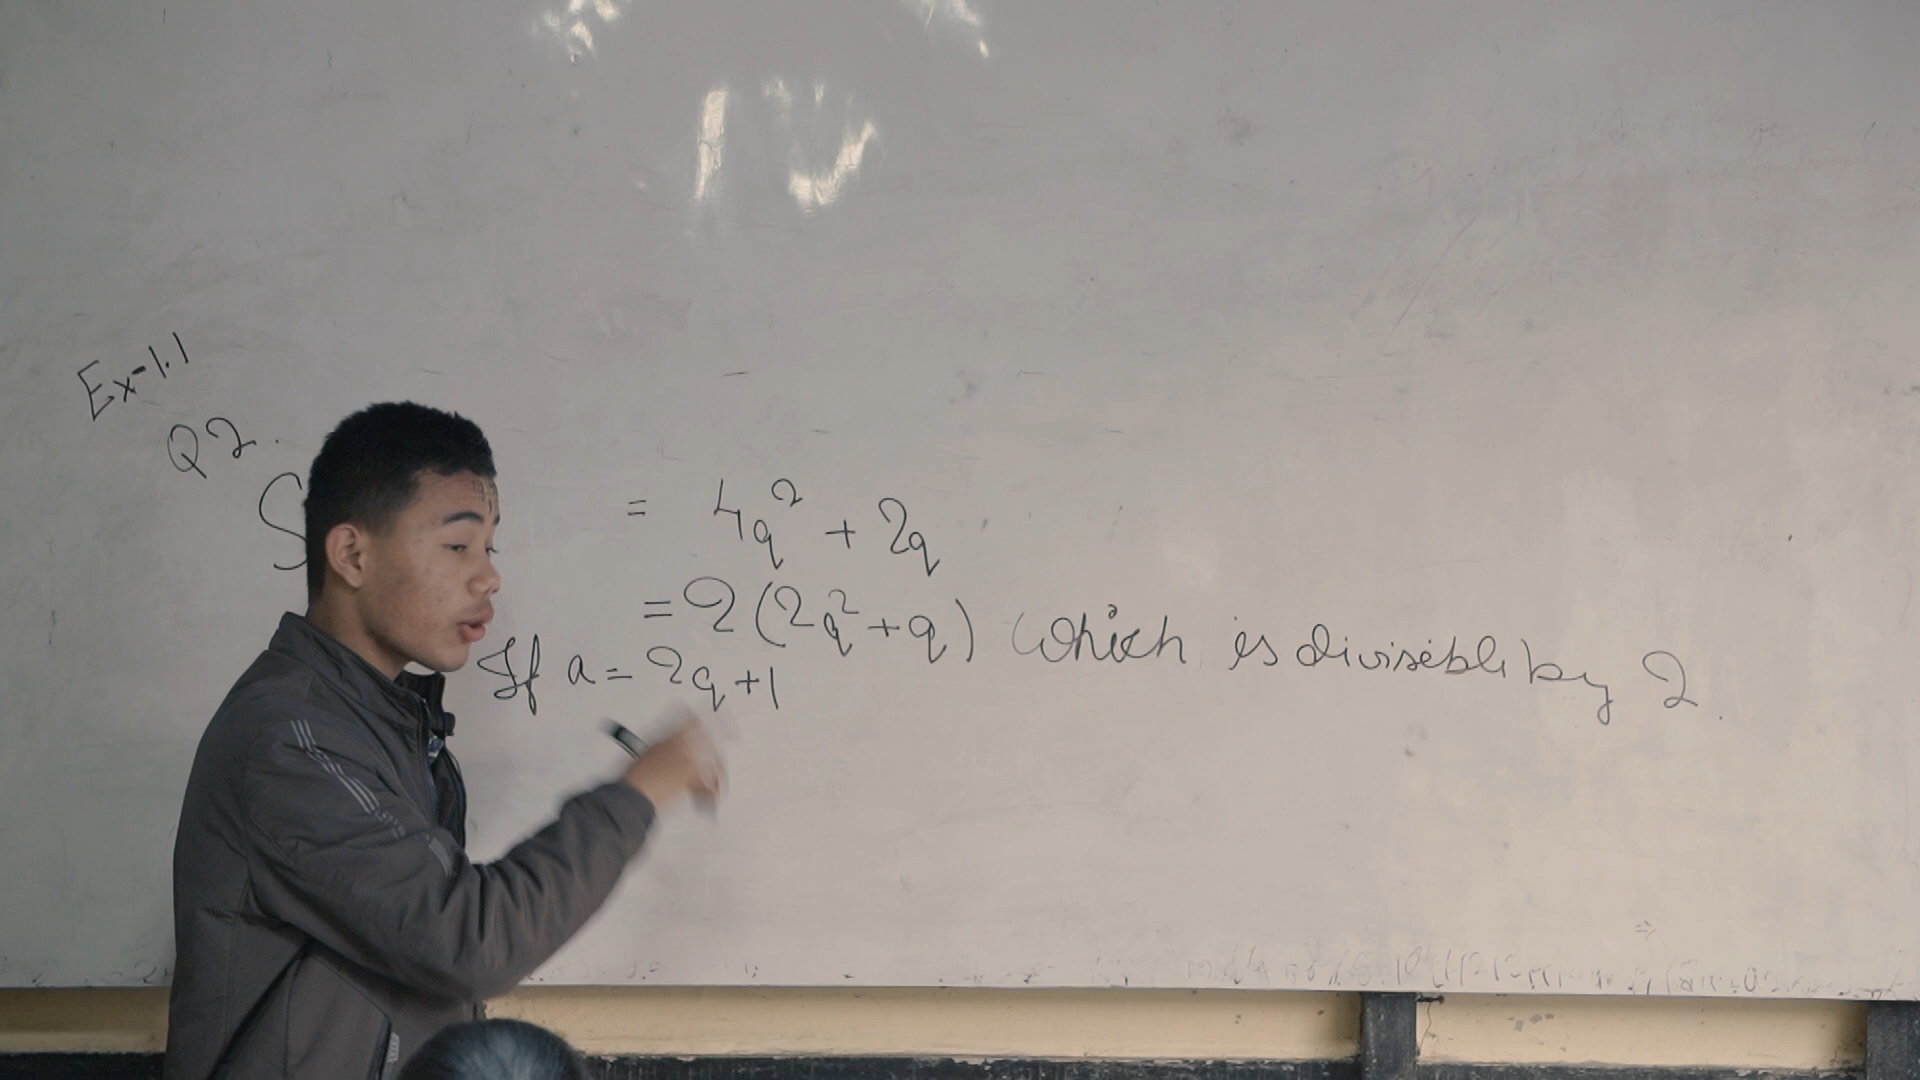 Ex-1.1
Q2.
= 4q² + 2q
= 2(2q²+q) which is divisible by 2.
If a = 2q+1